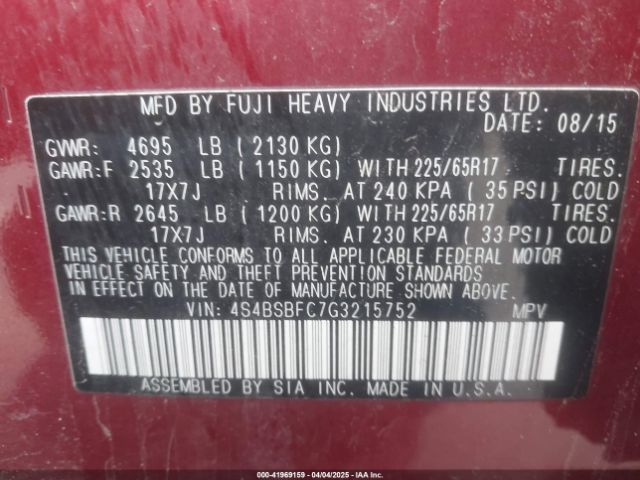 MFD BY FUJI HEAVY INDUSTRIES LTD.
DATE: 08/15
GVWR: 4695 LB ( 2130 KG)
GAWR:F 2535 LB ( 1150 KG) WITH 225/65R17 TIRES.
17X7J RIMS. AT 240 KPA ( 35 PSI) COLD
GAWR:R 2645 LB ( 1200 KG) WITH 225/65R17 TIRES.
17X7J RIMS. AT 230 KPA ( 33 PSI) COLD
THIS VEHICLE CONFORMS TO ALL APPLICABLE FEDERAL MOTOR
VEHICLE SAFETY AND THEFT PREVENTION STANDARDS
IN EFFECT ON THE DATE OF MANUFACTURE SHOWN ABOVE.
VIN: 4S4BSBFC7G3215752 MPV
ASSEMBLED BY SIA INC. MADE IN U.S.A.
000-41969159 - 04/04/2025 - IAA Inc.